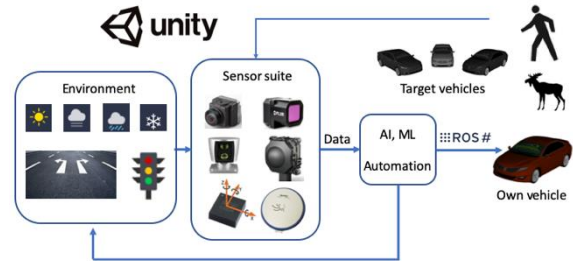 unity
Environment
Sensor suite
Target vehicles
Data
AI, ML
Automation
ROS #
Own vehicle